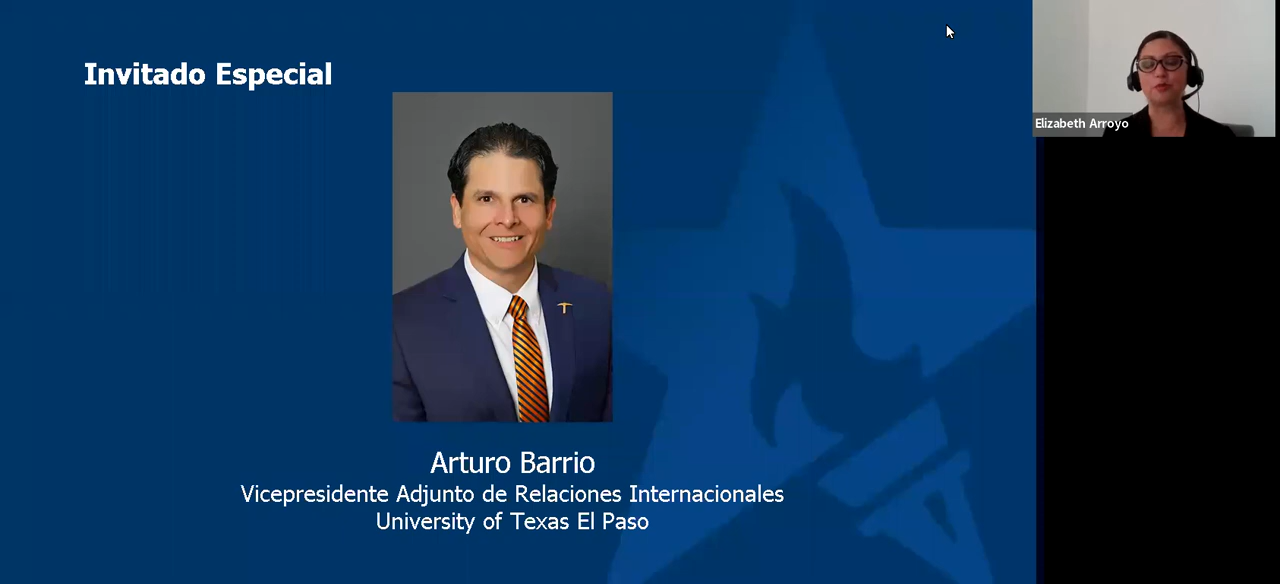 Invitado Especial
Elizabeth Arroyo
Arturo Barrio
Vicepresidente Adjunto de Relaciones Internacionales
University of Texas El Paso